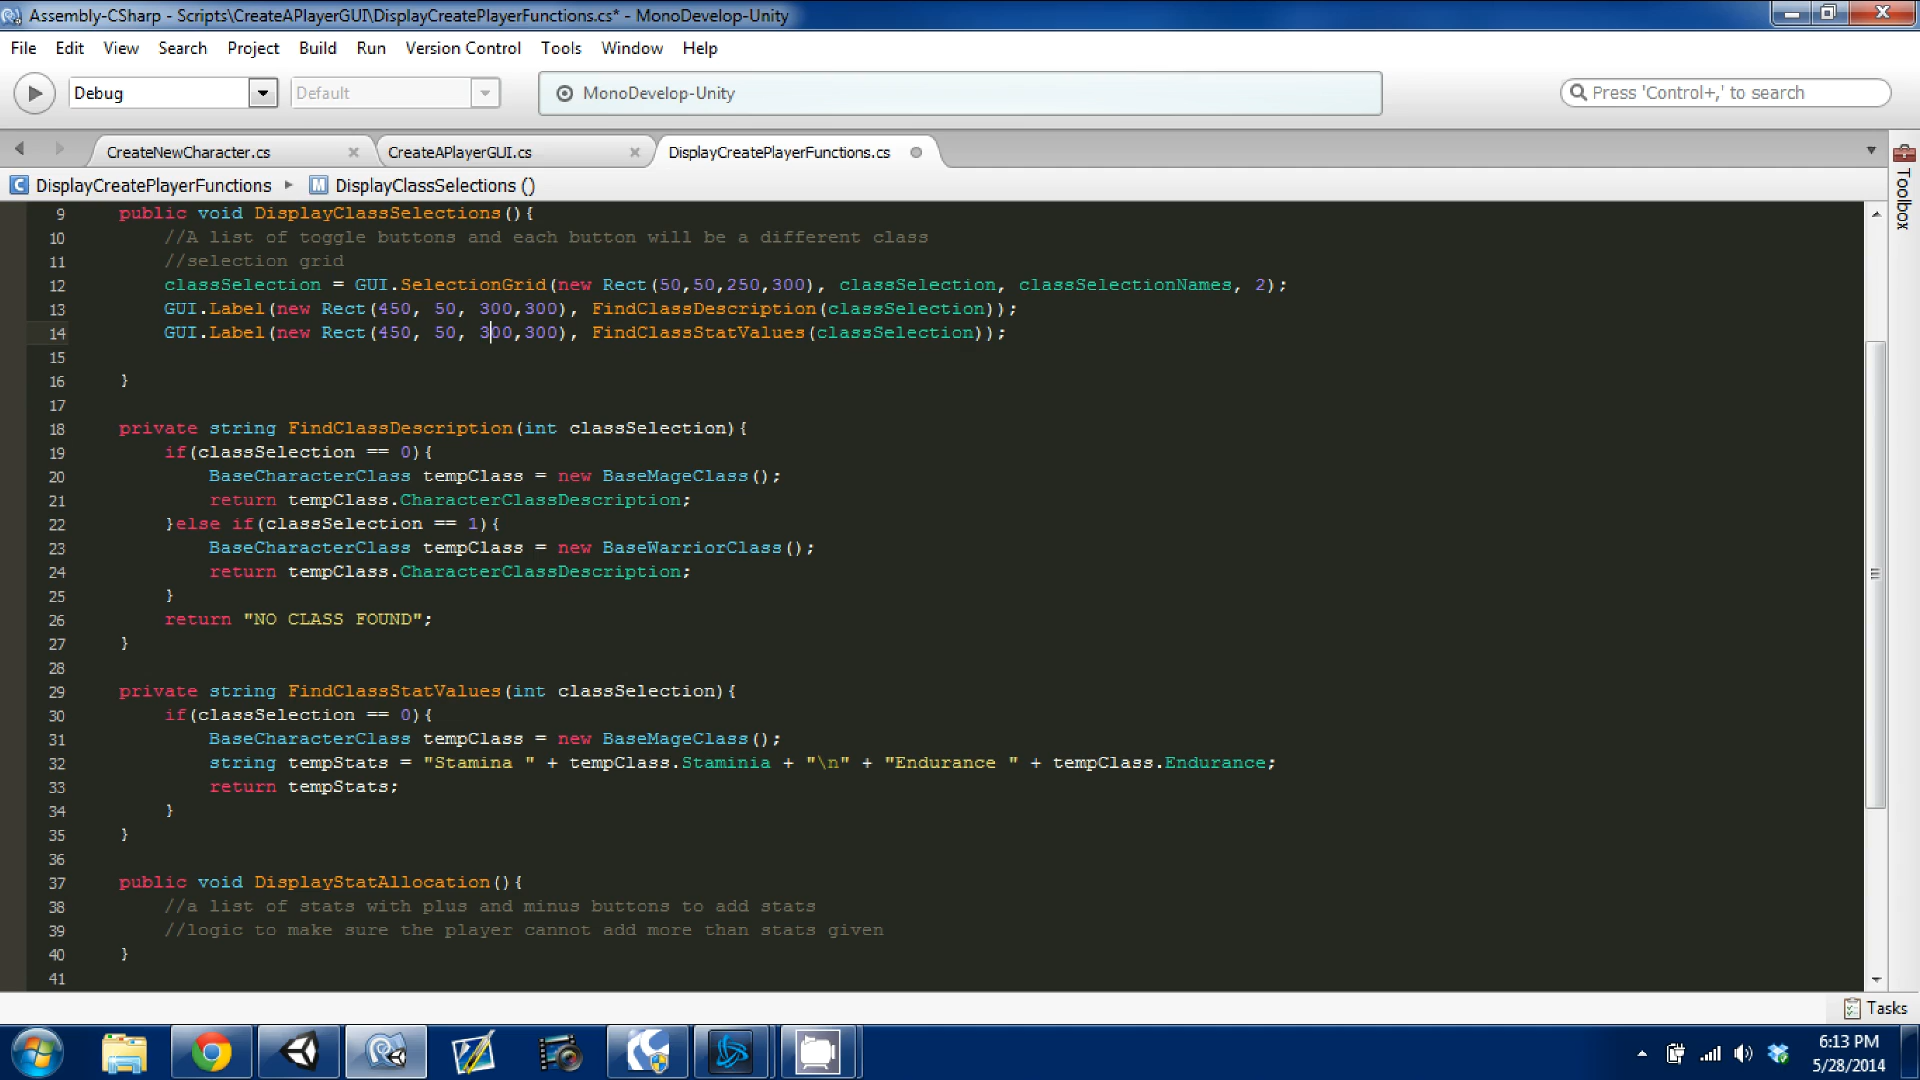 Assembly-CSharp - Scripts\CreateAPlayerGUI\DisplayCreatePlayerFunctions.cs* - MonoDevelop-Unity
File Edit View Search Project Build Run Version Control Tools Window Help
Debug Default MonoDevelop-Unity Press 'Control+,' to search
CreateNewCharacter.cs CreateAPlayerGUI.cs DisplayCreatePlayerFunctions.cs
DisplayCreatePlayerFunctions DisplayClassSelections ()
Toolbox
9 public void DisplayClassSelections(){
10 //A list of toggle buttons and each button will be a different class
11 //selection grid
12 classSelection = GUI.SelectionGrid(new Rect(50,50,250,300), classSelection, classSelectionNames, 2);
13 GUI.Label(new Rect(450, 50, 300,300), FindClassDescription(classSelection));
14 GUI.Label(new Rect(450, 50, 300,300), FindClassStatValues(classSelection));
15
16 }
17
18 private string FindClassDescription(int classSelection){
19 if(classSelection == 0){
20 BaseCharacterClass tempClass = new BaseMageClass();
21 return tempClass.CharacterClassDescription;
22 }else if(classSelection == 1){
23 BaseCharacterClass tempClass = new BaseWarriorClass();
24 return tempClass.CharacterClassDescription;
25 }
26 return "NO CLASS FOUND";
27 }
28
29 private string FindClassStatValues(int classSelection){
30 if(classSelection == 0){
31 BaseCharacterClass tempClass = new BaseMageClass();
32 string tempStats = "Stamina " + tempClass.Staminia + "\n" + "Endurance " + tempClass.Endurance;
33 return tempStats;
34 }
35 }
36
37 public void DisplayStatAllocation(){
38 //a list of stats with plus and minus buttons to add stats
39 //logic to make sure the player cannot add more than stats given
40 }
41
Tasks
6:13 PM
5/28/2014